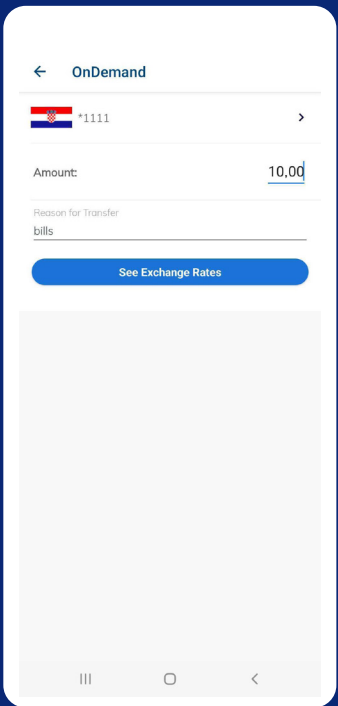 OnDemand
*1111
Amount:
10,00
Reason for Transfer
bills
See Exchange Rates